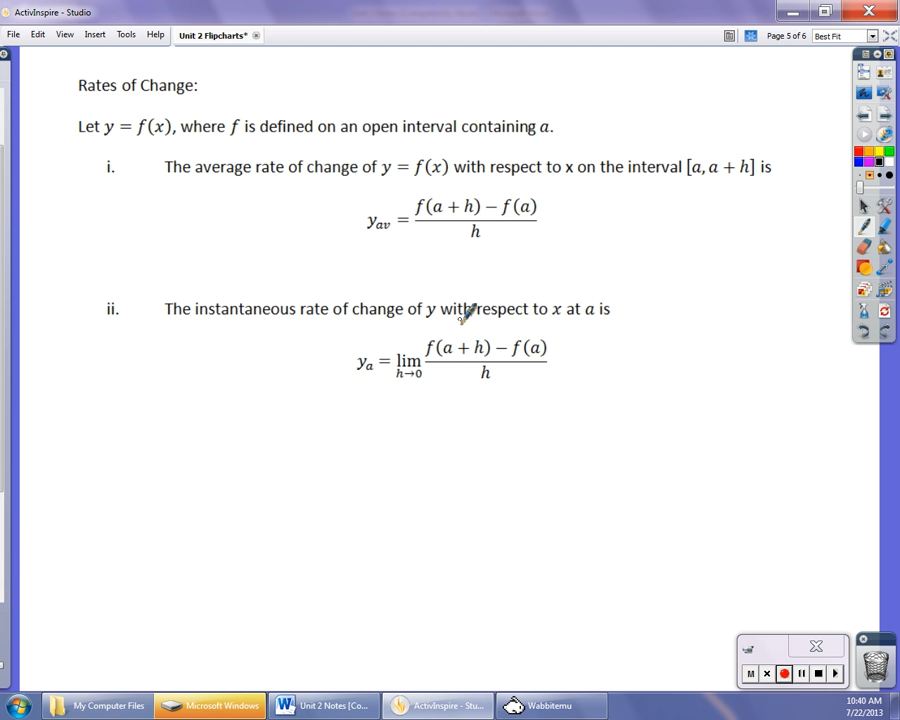 ActivInspire - Studio
File Edit View Insert Tools Help Unit 2 Flipcharts* Page 5 of 6 Best Fit
Rates of Change:
Let y = f(x), where f is defined on an open interval containing a.
i. The average rate of change of y = f(x) with respect to x on the interval [a, a + h] is
y_av = (f(a + h) − f(a))/h
ii. The instantaneous rate of change of y with respect to x at a is
y_a = lim_{h→0} (f(a + h) − f(a))/h
M
My Computer Files Microsoft Windows Unit 2 Notes [Co... ActivInspire - Stu... Wabbitemu
10:40 AM
7/22/2013